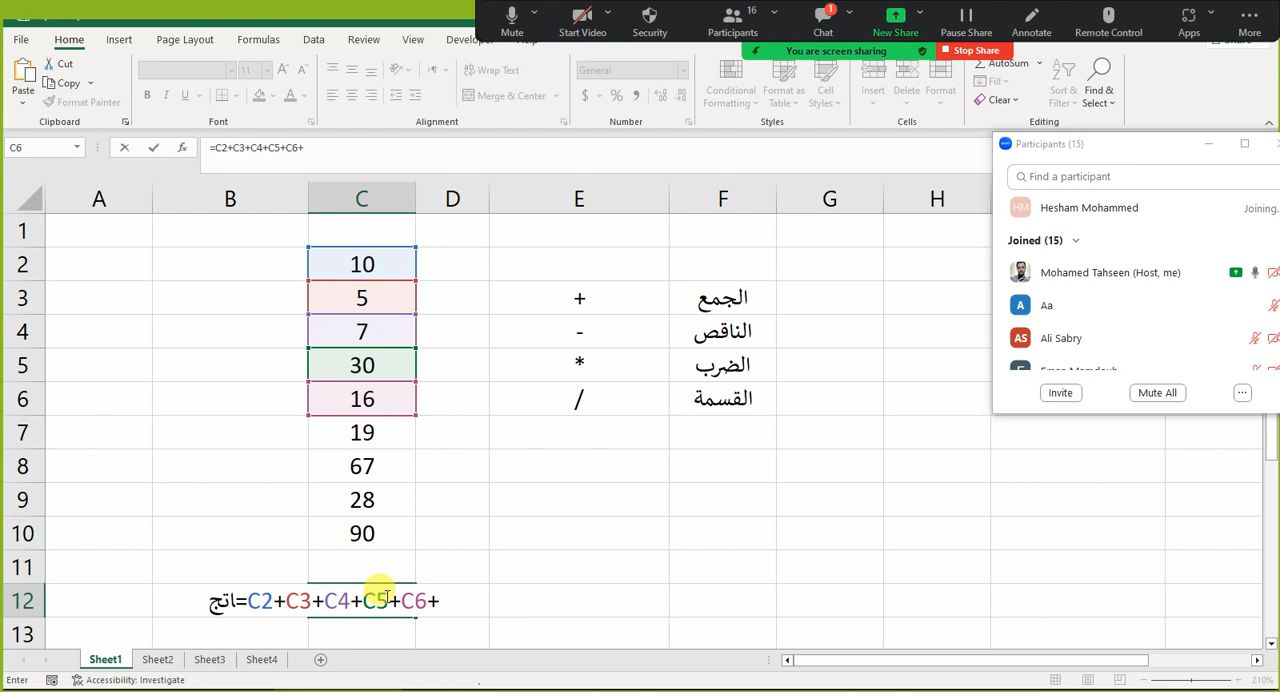 Mute
Start Video
Security
16
Participants
1
Chat
New Share
Pause Share
Annotate
Remote Control
Apps
More
You are screen sharing
Stop Share
File
Home
Insert
Page Layout
Formulas
Data
Review
View
Paste
Cut
Copy
Format Painter
Clipboard
B I U
Font
Wrap Text
Merge & Center
Alignment
General
$ % ,
Number
Conditional Formatting
Format as Table
Cell Styles
Styles
Insert
Delete
Format
Cells
AutoSum
Fill
Clear
Sort & Filter
Find & Select
Editing
C6
fx
=C2+C3+C4+C5+C6+
Participants (15)
Find a participant
HM Hesham Mohammed Joining.
Joined (15)
Mohamed Tahseen (Host, me)
A Aa
AS Ali Sabry
Invite
Mute All
...
A B C D E F G H
1
2 10
3 5 + الجمع
4 7 - الناقص
5 30 * الضرب
6 16 / القسمة
7 19
8 67
9 28
10 90
11
12 اتج =C2+C3+C4+C5+C6+
13
Sheet1 Sheet2 Sheet3 Sheet4
Enter
Accessibility: Investigate
210%